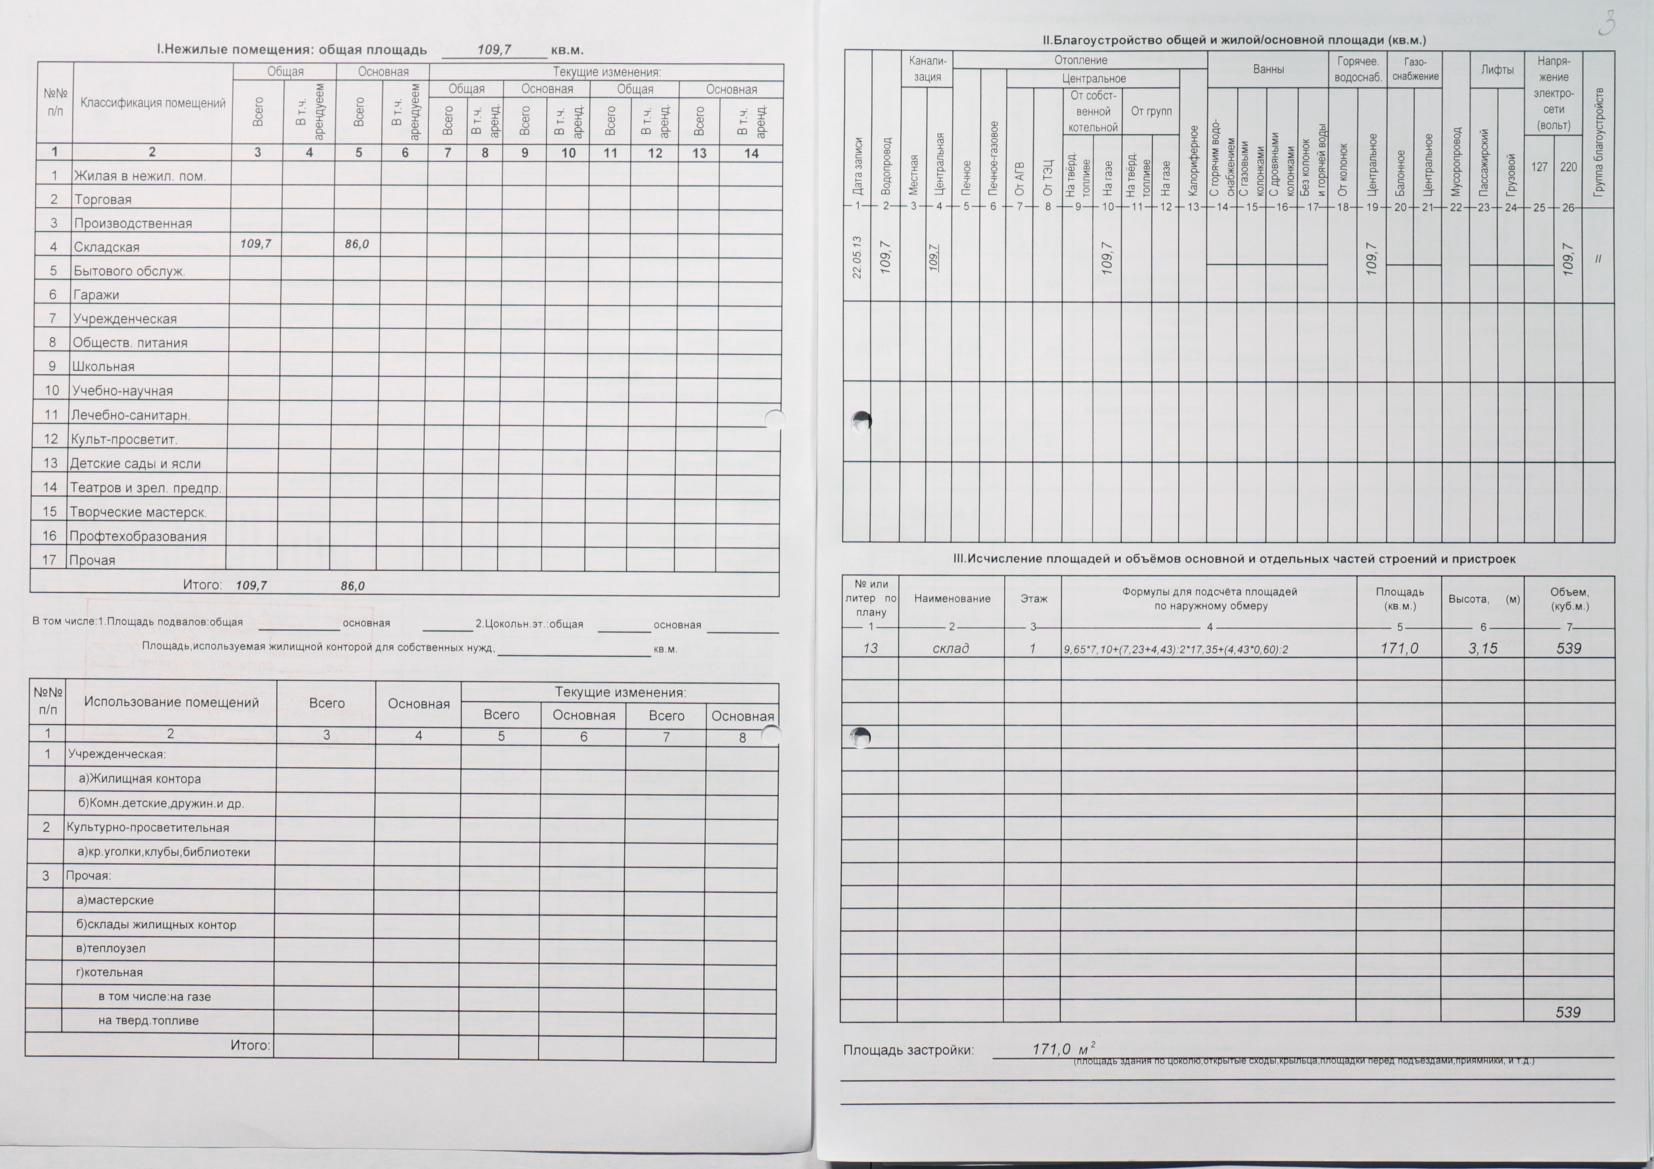 I.Нежилые помещения: общая площадь 109,7 кв.м.
№№ п/п Классификация помещений Общая Основная Текущие изменения:
Общая Основная Общая Основная
Всего В т.ч. арендуеем Всего В т.ч. арендуеем Всего В т.ч. аренд. Всего В т.ч. аренд. Всего В т.ч. аренд. Всего В т.ч. аренд.
1 2 3 4 5 6 7 8 9 10 11 12 13 14
1 Жилая в нежил. пом.
2 Торговая
3 Производственная
4 Складская 109,7 86,0
5 Бытового обслуж.
6 Гаражи
7 Учрежденческая
8 Обществ. питания
9 Школьная
10 Учебно-научная
11 Лечебно-санитарн.
12 Культ-просветит.
13 Детские сады и ясли
14 Театров и зрел. предпр.
15 Творческие мастерск.
16 Профтехобразования
17 Прочая
Итого: 109,7 86,0
В том числе:1.Площадь подвалов:общая основная 2.Цокольн.эт.:общая основная
Площадь,используемая жилищной конторой для собственных нужд, кв.м.
№№ п/п Использование помещений Всего Основная Текущие изменения:
Всего Основная Всего Основная
1 2 3 4 5 6 7 8
1 Учрежденческая:
а)Жилищная контора
б)Комн.детские,дружин.и др.
2 Культурно-просветительная
а)кр.уголки,клубы,библиотеки
3 Прочая:
а)мастерские
б)склады жилищных контор
в)теплоузел
г)котельная
в том числе:на газе
на тверд.топливе
Итого:
3
II.Благоустройство общей и жилой/основной площади (кв.м.)
Дата записи Водопровод Канали-зация Отопление Ванны Горячее. водоснаб. Газо-снабжение Мусоропровод Лифты Напря-жение электро-сети (вольт) Группа благоустройств
Местная Центральная Печное Печное-газовое От АГВ От ТЭЦ Центральное Калориферное
От собст-венной котельной От групп
На твёрд. топливе На газе На твёрд. топливе На газе
С горячим водо-снабжением С газовыми колонками С дровяными колонками Без колонок и горячей воды
От колонок Центральное Балонное Центральное Пассажирский Грузовой 127 220
1 2 3 4 5 6 7 8 9 10 11 12 13 14 15 16 17 18 19 20 21 22 23 24 25 26
22.05.13 109,7 109,7 109,7 109,7 109,7 II
III.Исчисление площадей и объёмов основной и отдельных частей строений и пристроек
№ или литер по плану Наименование Этаж Формулы для подсчёта площадей по наружному обмеру Площадь (кв.м.) Высота, (м) Объем, (куб.м.)
1 2 3 4 5 6 7
13 склад 1 9,65*7,10+(7,23+4,43):2*17,35+(4,43*0,60):2 171,0 3,15 539
539
Площадь застройки: 171,0 м²
(площадь здания по цоколю,открытые сходы,крыльца,площадки перед подъездами,приямники, и т.д.)